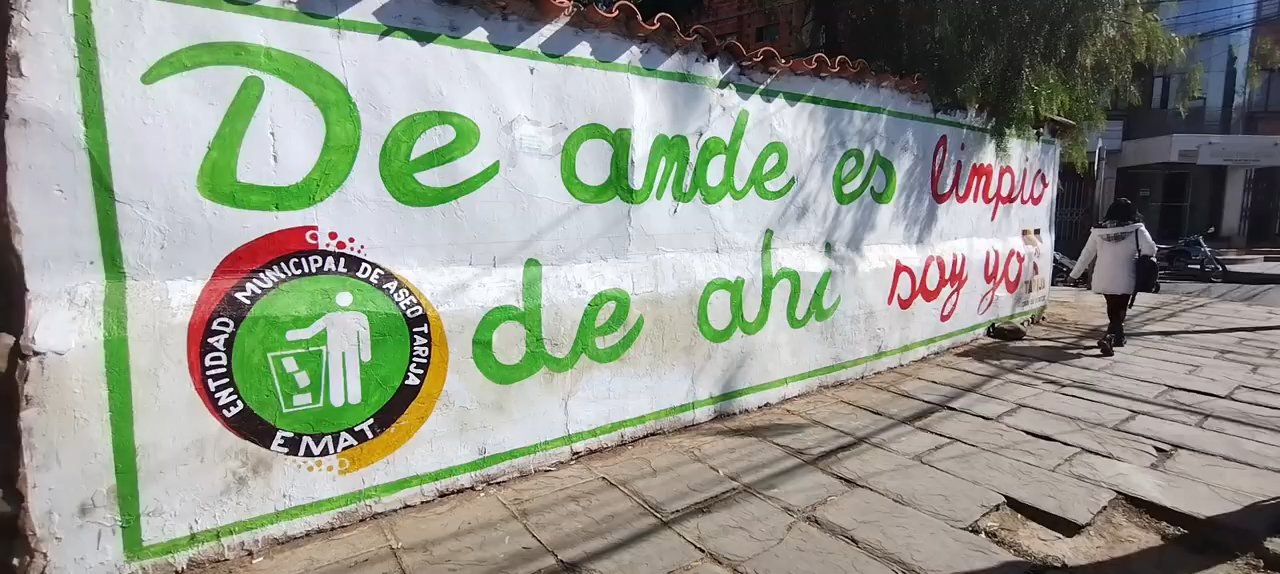 De ande es limpio
de ahi soy yo
ENTIDAD MUNICIPAL DE ASEO TARIJA
EMAT